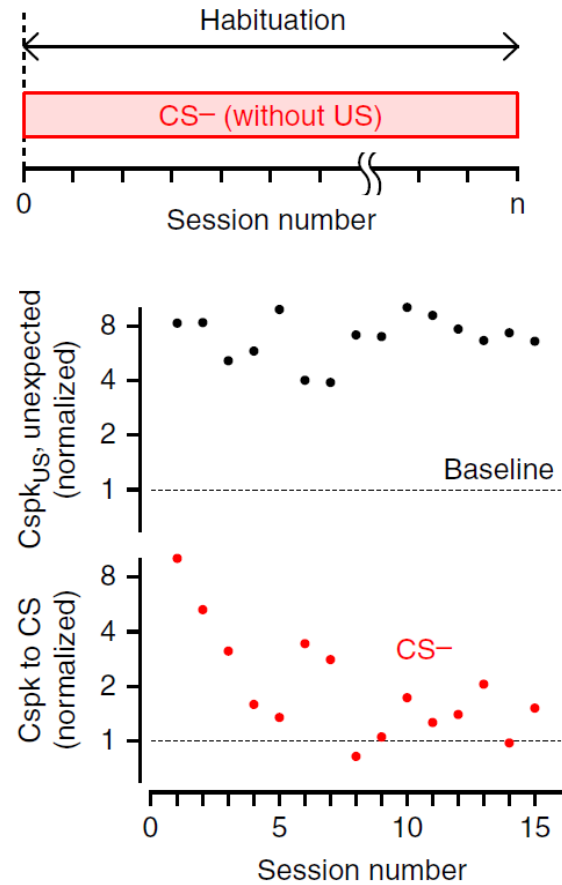 Habituation
CS– (without US)
0
n
Session number
Cspk_US, unexpected
(normalized)
8
4
2
1
Baseline
Cspk to CS
(normalized)
8
4
2
1
CS–
0
5
10
15
Session number